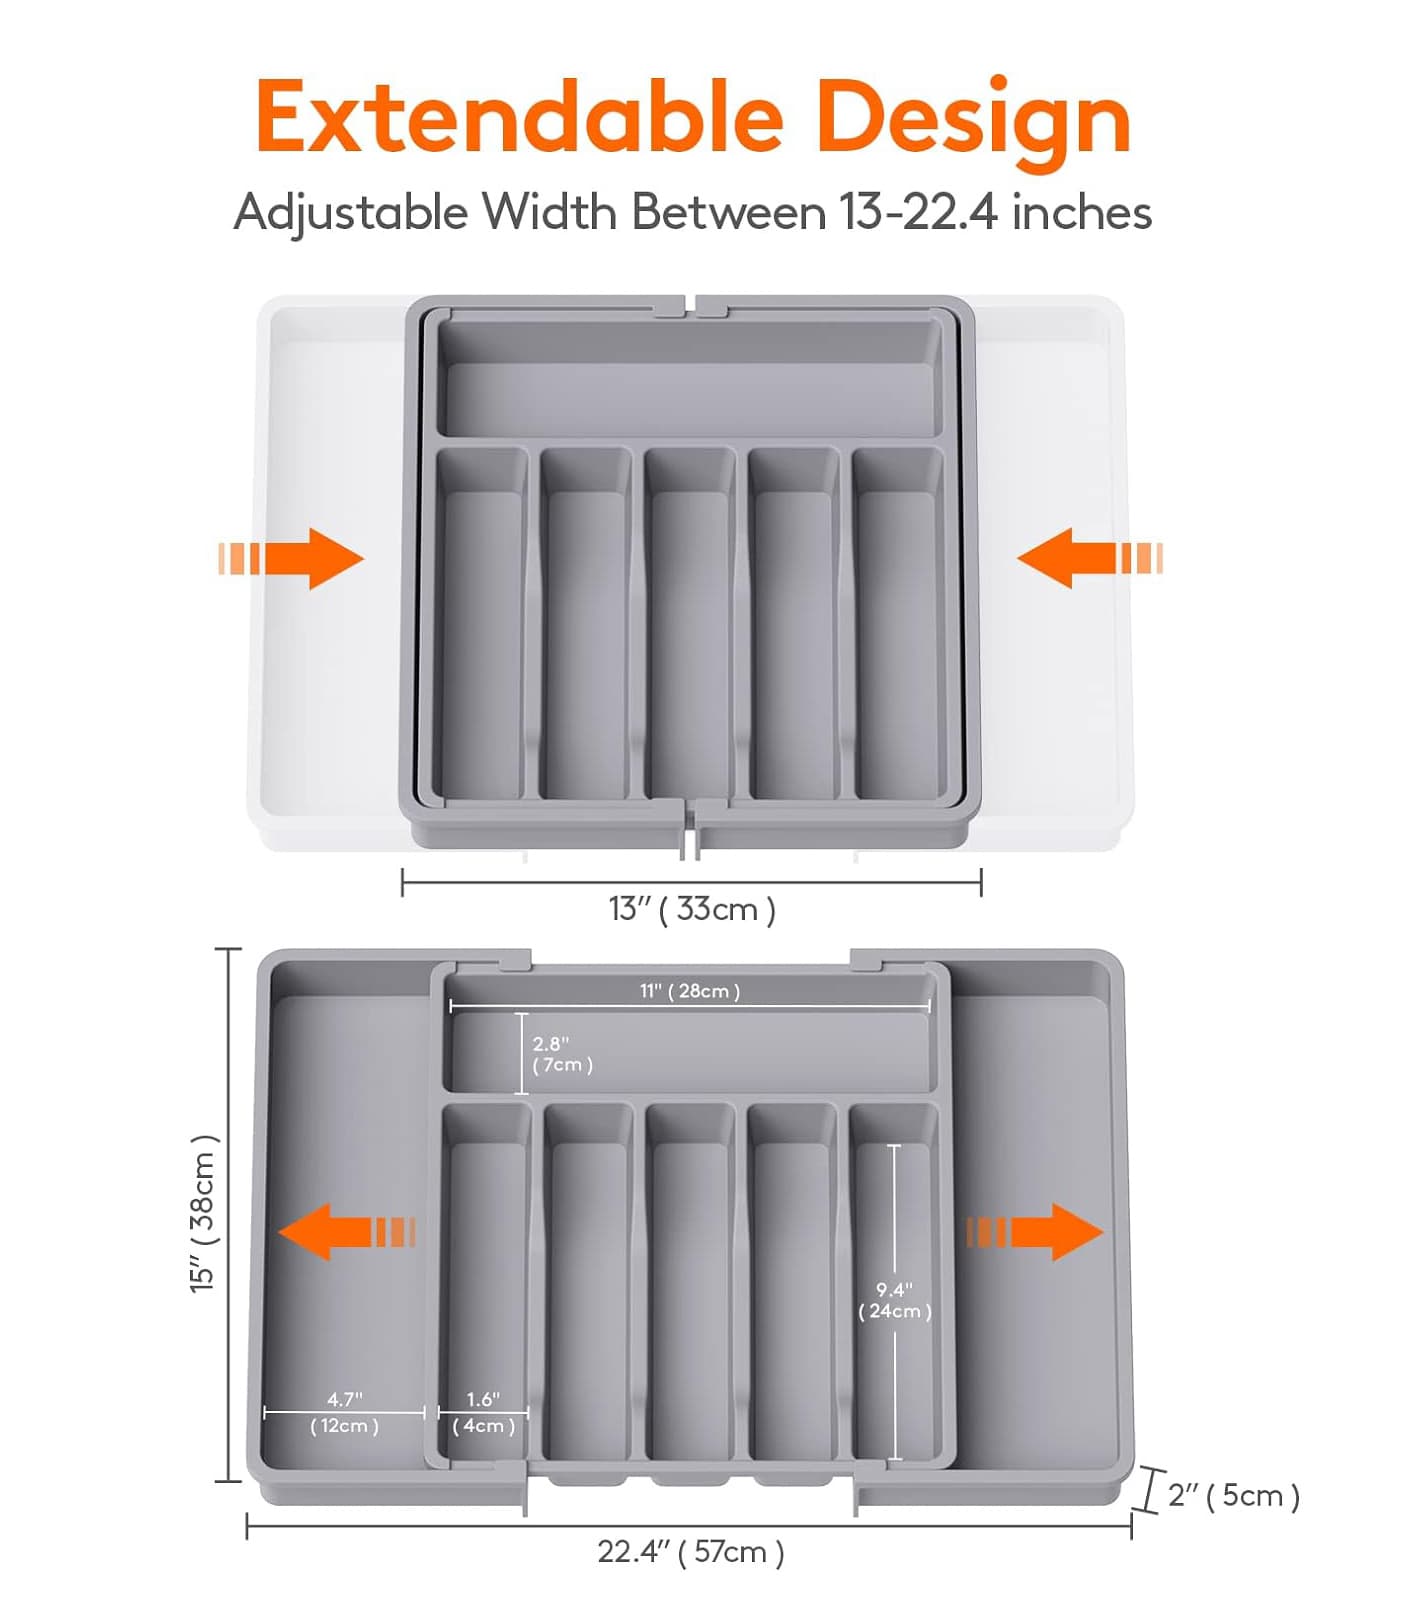 Extendable Design
Adjustable Width Between 13-22.4 inches
13″ ( 33cm )
11" ( 28cm )
2.8"
( 7cm )
15″ ( 38cm )
9.4"
( 24cm )
4.7"
( 12cm )
1.6"
( 4cm )
2″ ( 5cm )
22.4″ ( 57cm )